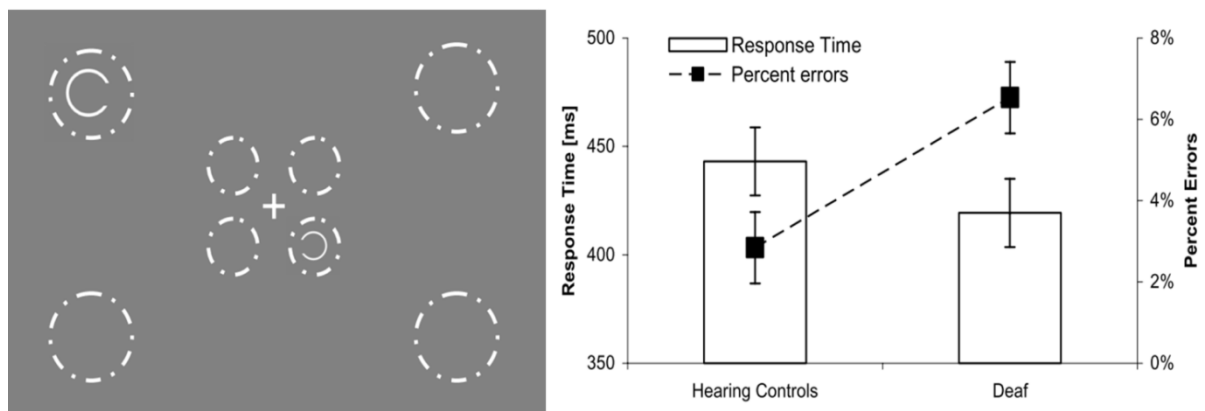 500
450
400
350
Response Time [ms]
Response Time
Percent errors
8%
6%
4%
2%
0%
Percent Errors
Hearing Controls
Deaf